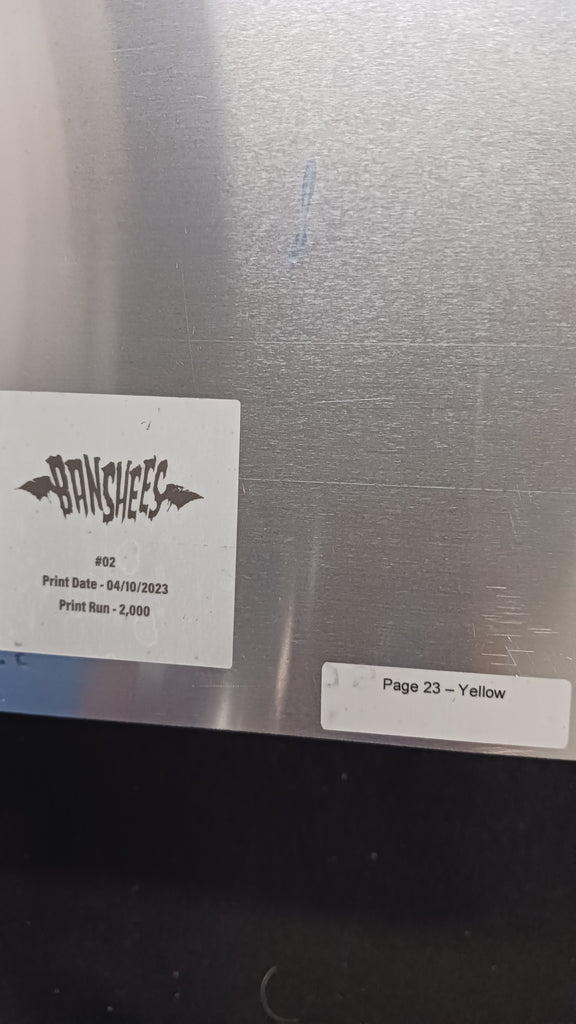 BANSHEES
#02
Print Date - 04/10/2023
Print Run - 2,000
Page 23 – Yellow